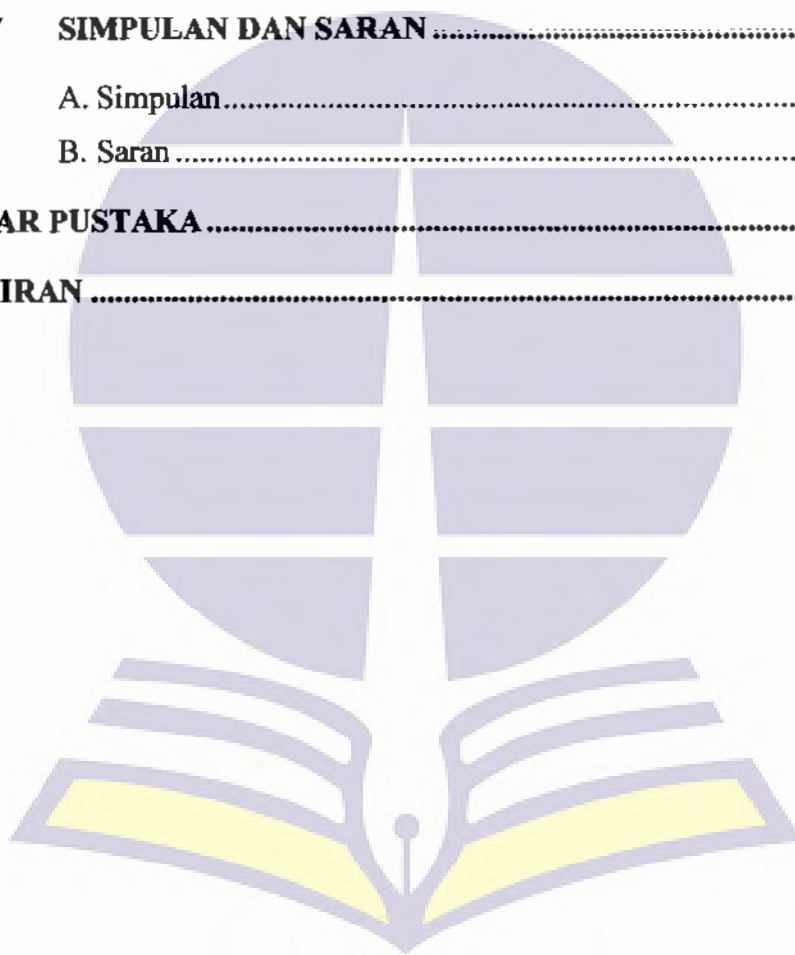 SIMPULAN DAN SARAN ........................................
A. Simpulan ........................................
B. Saran ........................................
AR PUSTAKA ........................................
IRAN ........................................